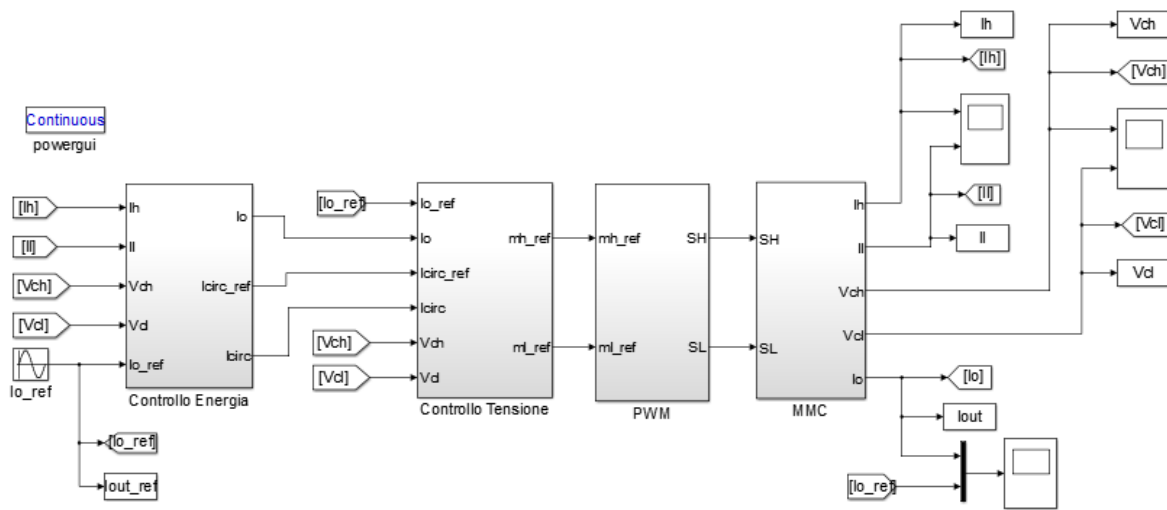 Continuous
powergui
[Ih]
[Il]
[Vch]
[Vcl]
Io_ref
[Io_ref]
Iout_ref
Ih
Il
Vch
Vcl
Io_ref
Io
Icirc_ref
Icirc
Controllo Energia
[Io_ref]
[Vch]
[Vcl]
Io_ref
Io
Icirc_ref
Icirc
Vch
Vcl
mh_ref
ml_ref
Controllo Tensione
mh_ref
ml_ref
SH
SL
PWM
SH
SL
Ih
Il
Vch
Vcl
Io
MMC
Ih
[Ih]
[Il]
Il
Vch
[Vch]
[Vcl]
Vcl
[Io]
Iout
[Io_ref]